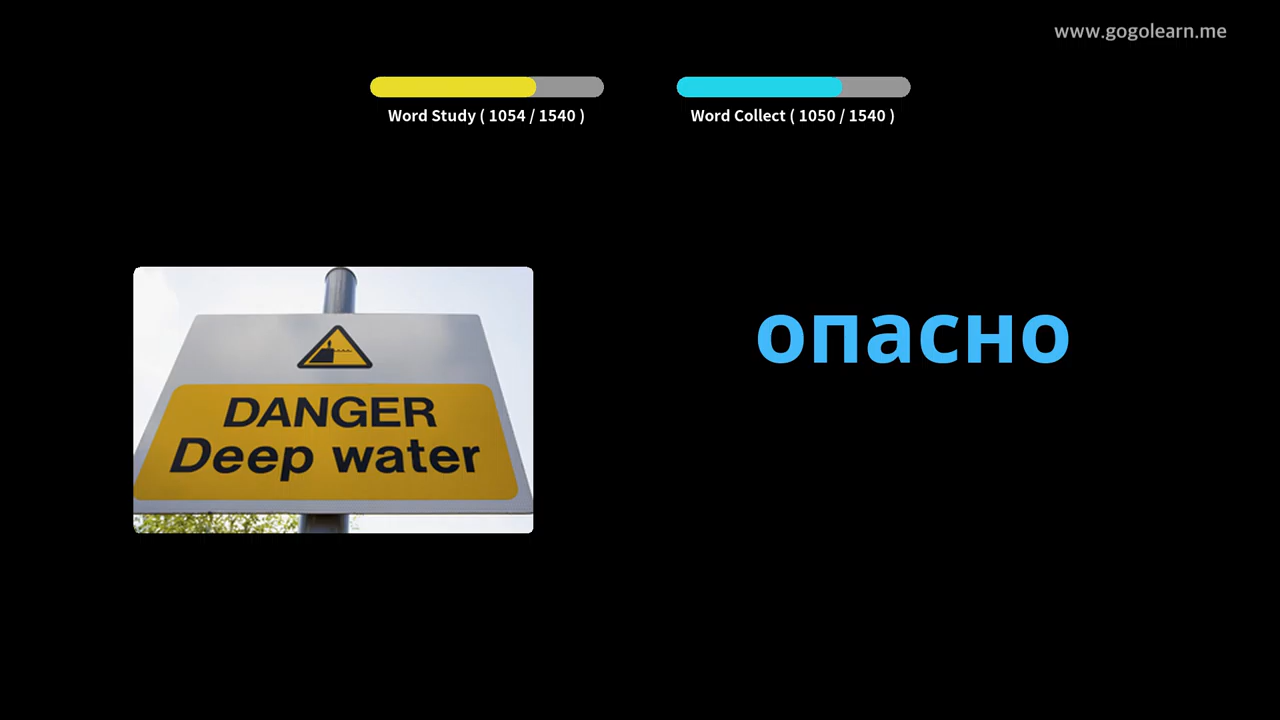 www.gogolearn.me
Word Study ( 1054 / 1540 )
Word Collect ( 1050 / 1540 )
DANGER
Deep water
опасно